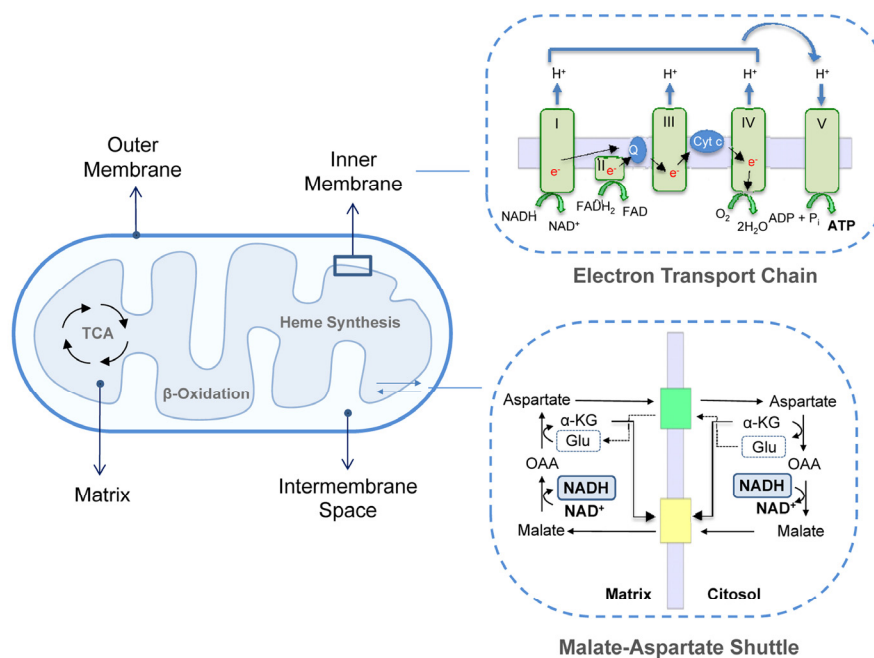 Outer
Membrane
Inner
Membrane
TCA
Heme Synthesis
β-Oxidation
Matrix
Intermembrane
Space
H⁺
H⁺
H⁺
H⁺
I
III
IV
V
Q
Cyt c
II
e⁻
e⁻
e⁻
e⁻
NADH
NAD⁺
FADH₂
FAD
O₂
2H₂O
ADP + Pᵢ
ATP
Electron Transport Chain
Aspartate
α-KG
Glu
OAA
NADH
NAD⁺
Malate
Aspartate
α-KG
Glu
OAA
NADH
NAD⁺
Malate
Matrix
Citosol
Malate-Aspartate Shuttle